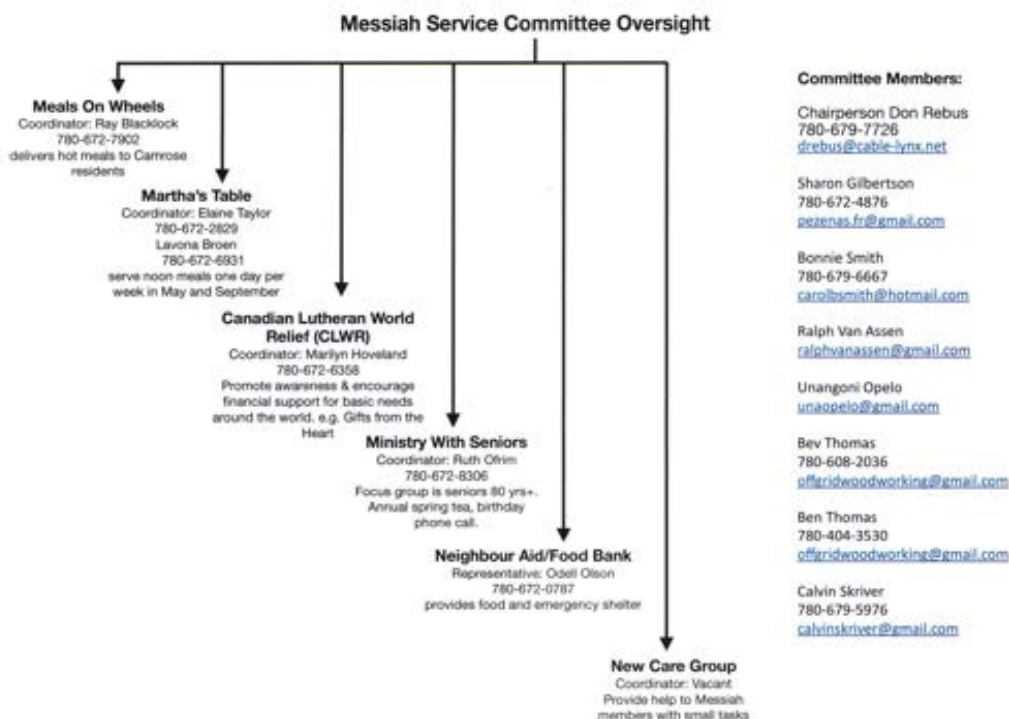 Messiah Service Committee Oversight
Meals On Wheels
Coordinator: Ray Blacklock
780-672-7902
delivers hot meals to Camrose
residents
Martha's Table
Coordinator: Elaine Taylor
780-672-2829
Lavona Broen
780-672-6931
serve noon meals one day per
week in May and September
Canadian Lutheran World
Relief (CLWR)
Coordinator: Marilyn Hoveland
780-672-6358
Promote awareness & encourage
financial support for basic needs
around the world. e.g. Gifts from the
Heart
Ministry With Seniors
Coordinator: Ruth Ofrim
780-672-8306
Focus group is seniors 80 yrs+.
Annual spring tea, birthday
phone call.
Neighbour Aid/Food Bank
Representative: Odell Olson
780-672-0787
provides food and emergency shelter
New Care Group
Coordinator: Vacant
Provide help to Messiah
members with small tasks
Committee Members:
Chairperson Don Rebus
780-679-7726
drebus@cable-lynx.net
Sharon Gilbertson
780-672-4876
pezenas.fr@gmail.com
Bonnie Smith
780-679-6667
carolbsmith@hotmail.com
Ralph Van Assen
ralphvanassen@gmail.com
Unangoni Opelo
unaopelo@gmail.com
Bev Thomas
780-608-2036
offgridwoodworking@gmail.com
Ben Thomas
780-404-3530
offgridwoodworking@gmail.com
Calvin Skriver
780-679-5976
calvinskriver@gmail.com